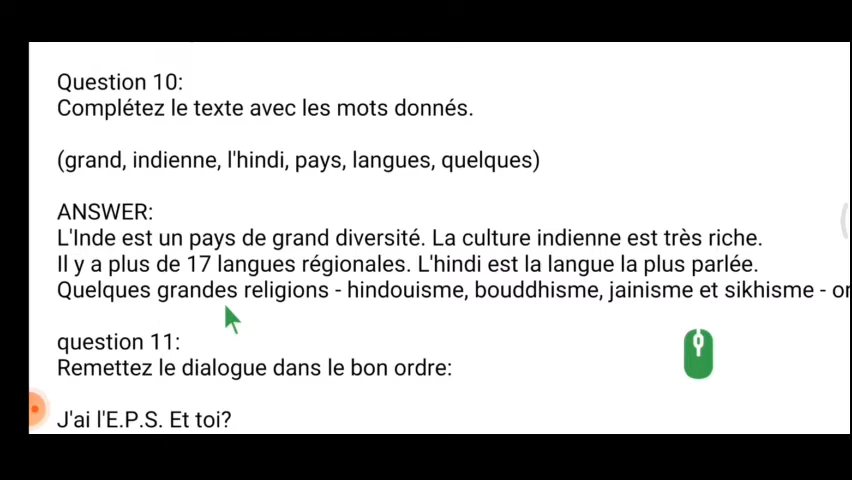 Question 10:
Complétez le texte avec les mots donnés.
(grand, indienne, l'hindi, pays, langues, quelques)
ANSWER:
L'Inde est un pays de grand diversité. La culture indienne est très riche.
Il y a plus de 17 langues régionales. L'hindi est la langue la plus parlée.
Quelques grandes religions - hindouisme, bouddhisme, jainisme et sikhisme -
question 11:
Remettez le dialogue dans le bon ordre:
J'ai l'E.P.S. Et toi?